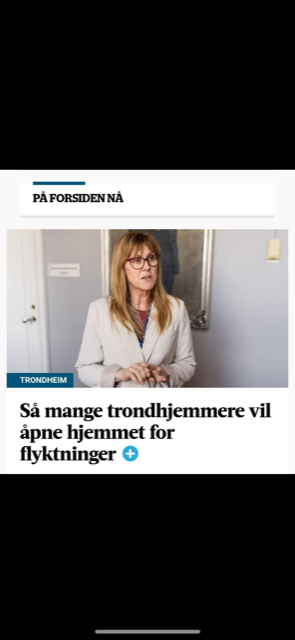 PÅ FORSIDEN NÅ
TRONDHEIM
Så mange trondhjemmere vil
åpne hjemmet for
flyktninger